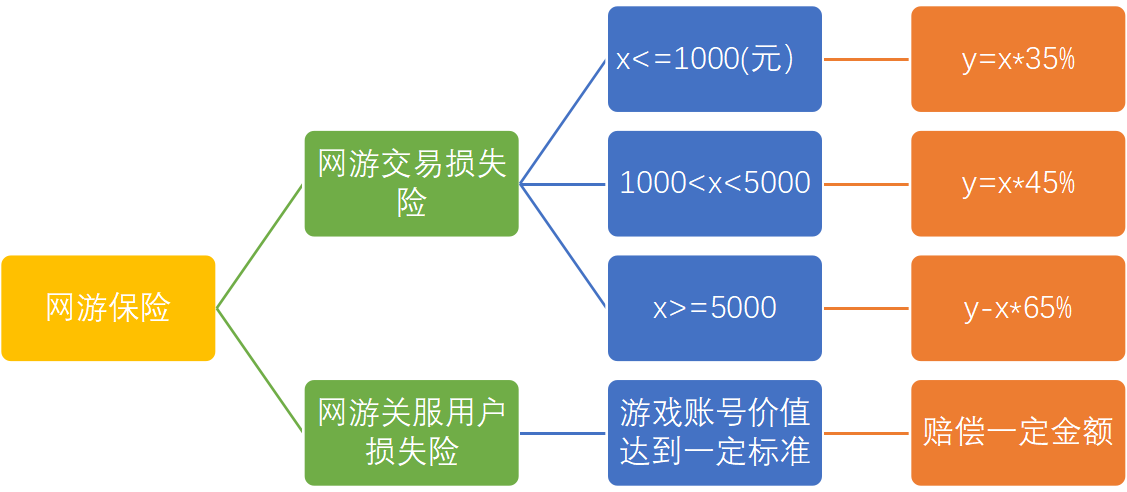 网游保险
网游交易损失
险
x<=1000(元）
y=x*35%
1000<x<5000
y=x*45%
x>=5000
y-x*65%
网游关服用户
损失险
游戏账号价值
达到一定标准
赔偿一定金额